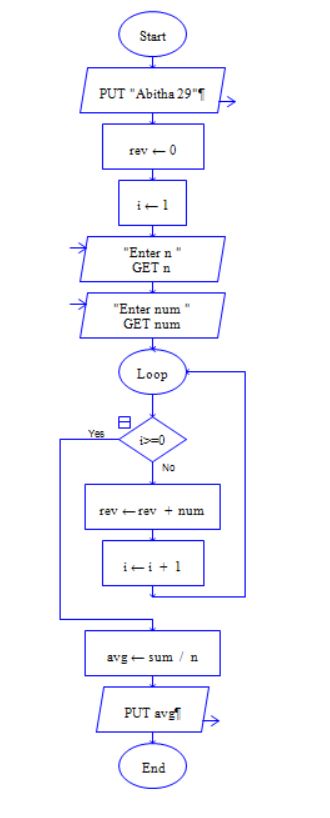 Start
PUT "Abitha 29"¶
rev ← 0
i ← 1
"Enter n "
GET n
"Enter num "
GET num
Loop
Yes
i>=0
No
rev ← rev + num
i ← i + 1
avg ← sum / n
PUT avg¶
End